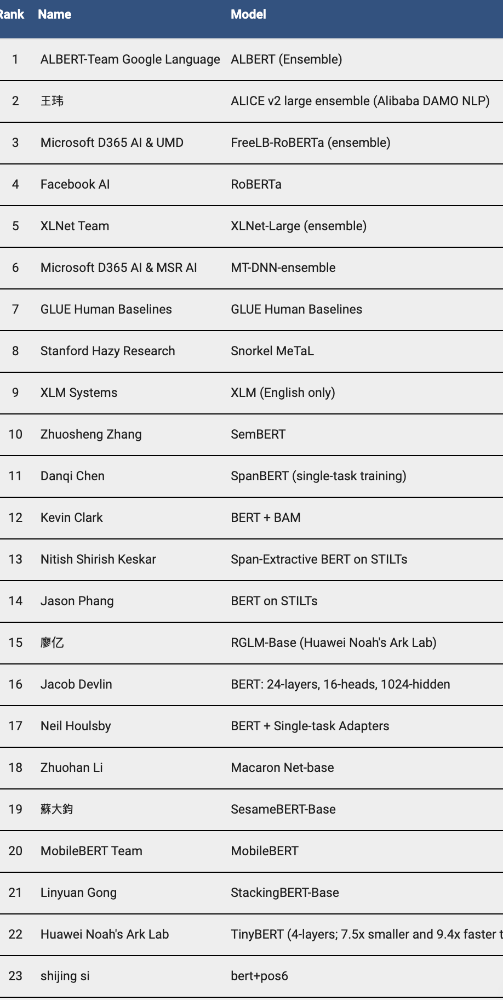 Rank Name Model
1 ALBERT-Team Google Language ALBERT (Ensemble)
2 王玮 ALICE v2 large ensemble (Alibaba DAMO NLP)
3 Microsoft D365 AI & UMD FreeLB-RoBERTa (ensemble)
4 Facebook AI RoBERTa
5 XLNet Team XLNet-Large (ensemble)
6 Microsoft D365 AI & MSR AI MT-DNN-ensemble
7 GLUE Human Baselines GLUE Human Baselines
8 Stanford Hazy Research Snorkel MeTaL
9 XLM Systems XLM (English only)
10 Zhuosheng Zhang SemBERT
11 Danqi Chen SpanBERT (single-task training)
12 Kevin Clark BERT + BAM
13 Nitish Shirish Keskar Span-Extractive BERT on STILTs
14 Jason Phang BERT on STILTs
15 廖亿 RGLM-Base (Huawei Noah's Ark Lab)
16 Jacob Devlin BERT: 24-layers, 16-heads, 1024-hidden
17 Neil Houlsby BERT + Single-task Adapters
18 Zhuohan Li Macaron Net-base
19 蘇大鈞 SesameBERT-Base
20 MobileBERT Team MobileBERT
21 Linyuan Gong StackingBERT-Base
22 Huawei Noah's Ark Lab TinyBERT (4-layers; 7.5x smaller and 9.4x faster t
23 shijing si bert+pos6